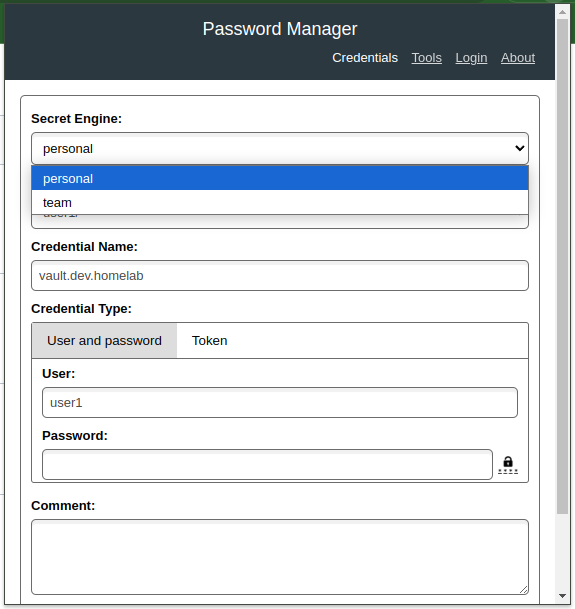 Password Manager
Credentials Tools Login About
Secret Engine:
personal
personal
team
user1/
Credential Name:
vault.dev.homelab
Credential Type:
User and password Token
User:
user1
Password:
Comment: